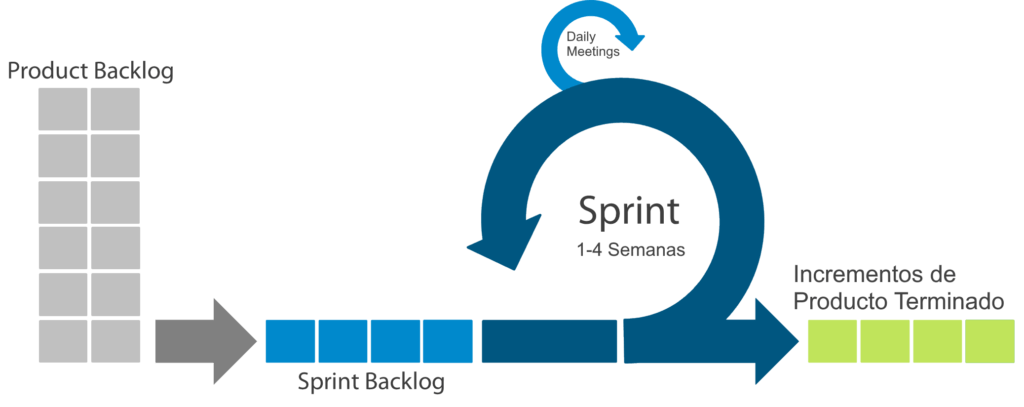 Daily
Meetings
Product Backlog
Sprint
1-4 Semanas
Incrementos de
Producto Terminado
Sprint Backlog